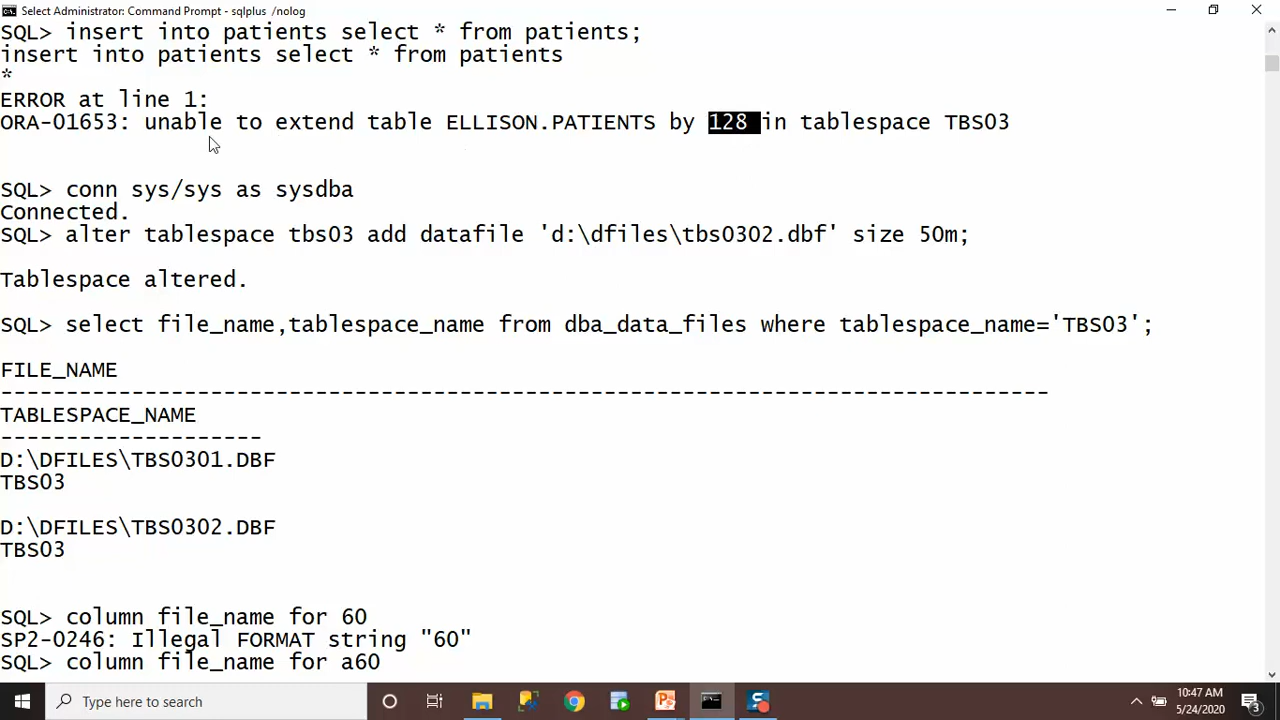 Select Administrator: Command Prompt - sqlplus /nolog
SQL> insert into patients select * from patients;
insert into patients select * from patients
*
ERROR at line 1:
ORA-01653: unable to extend table ELLISON.PATIENTS by 128 in tablespace TBS03
SQL> conn sys/sys as sysdba
Connected.
SQL> alter tablespace tbs03 add datafile 'd:\dfiles\tbs0302.dbf' size 50m;
Tablespace altered.
SQL> select file_name,tablespace_name from dba_data_files where tablespace_name='TBS03';
FILE_NAME
--------------------------------------------------------------------------------
TABLESPACE_NAME
--------------------
D:\DFILES\TBS0301.DBF
TBS03
D:\DFILES\TBS0302.DBF
TBS03
SQL> column file_name for 60
SP2-0246: Illegal FORMAT string "60"
SQL> column file_name for a60
Type here to search
10:47 AM
5/24/2020
3